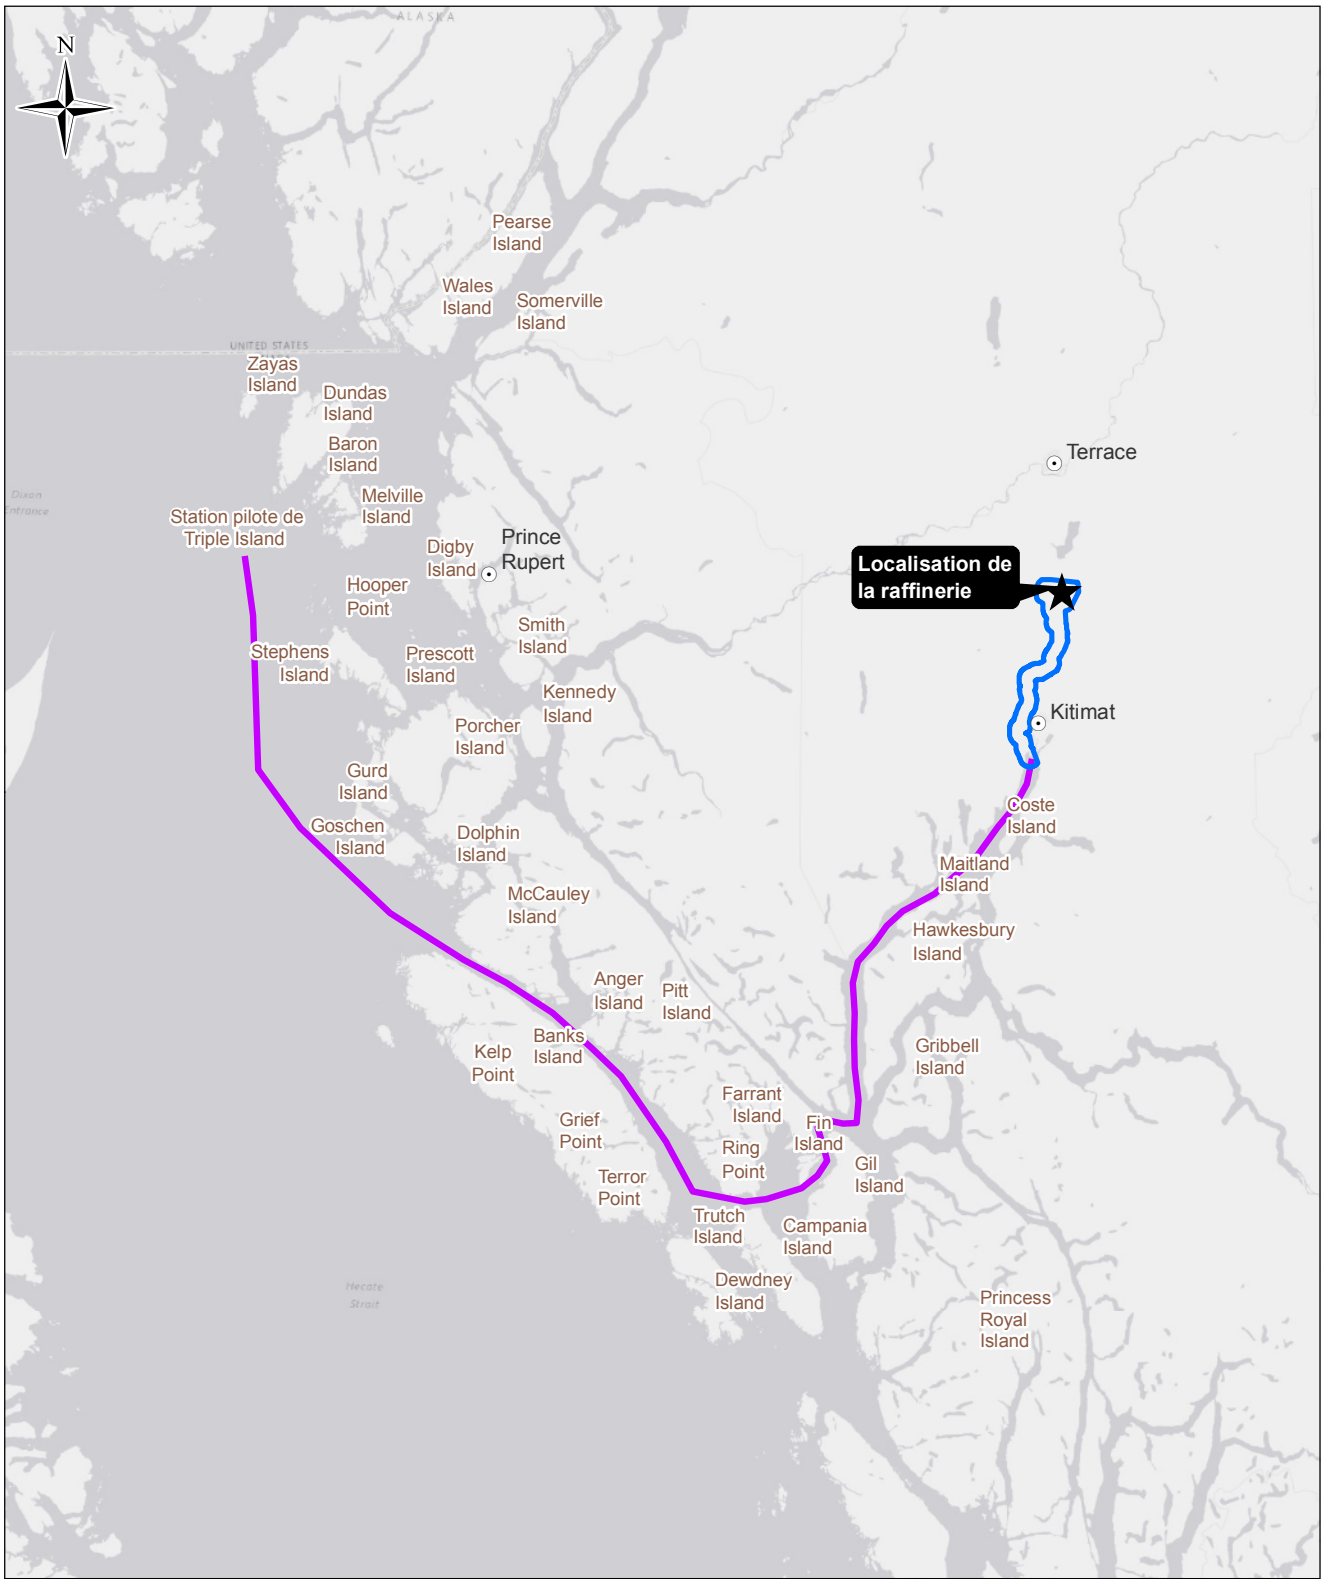 ALASKA
N
Pearse
Island
Wales
Island
Somerville
Island
UNITED STATES
Zayas
Island
Dundas
Island
Baron
Island
Terrace
Dixon
Entrance
Melville
Island
Station pilote de
Triple Island
Prince
Rupert
Digby
Island
Localisation de
la raffinerie
Hooper
Point
Smith
Island
Stephens
Island
Prescott
Island
Kennedy
Island
Kitimat
Porcher
Island
Gurd
Island
Coste
Island
Goschen
Island
Dolphin
Island
Maitland
Island
McCauley
Island
Hawkesbury
Island
Anger
Island
Pitt
Island
Banks
Island
Kelp
Point
Gribbell
Island
Farrant
Island
Grief
Point
Fin
Island
Ring
Point
Gil
Island
Terror
Point
Trutch
Island
Campania
Island
Dewdney
Island
Hecate
Strait
Princess
Royal
Island